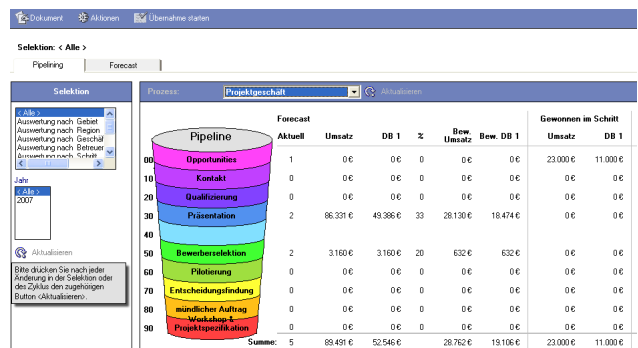 Dokument Aktionen Übernahme starten
Selektion: < Alle >
Pipelining Forecast
Selektion
< Alle >
Auswertung nach Gebiet
Auswertung nach Region
Auswertung nach Geschäf
Auswertung nach Betreuer
Auswertung nach Schritt
Jahr
< Alle >
2007
Aktualisieren
Bitte drücken Sie nach jeder
Änderung in der Selektion oder
des Zyklus den zugehörigen
Button <Aktualisieren>.
Prozess: Projektgeschäft Aktualisieren
Forecast Gewonnen im Schritt
Pipeline Aktuell Umsatz DB 1 % Bew. Umsatz Bew. DB 1 Umsatz DB 1
00 Opportunities 1 0 € 0 € 0 0 € 0 € 23.000 € 11.000 €
10 Kontakt 0 0 € 0 € 0 0 € 0 € 0 € 0 €
20 Qualifizierung 0 0 € 0 € 0 0 € 0 € 0 € 0 €
30 Präsentation 2 86.331 € 49.386 € 33 28.130 € 18.474 € 0 € 0 €
40
50 Bewerberselektion 2 3.160 € 3.160 € 20 632 € 632 € 0 € 0 €
60 Pilotierung 0 0 € 0 € 0 0 € 0 € 0 € 0 €
70 Entscheidungsfindung 0 0 € 0 € 0 0 € 0 € 0 € 0 €
80 mündlicher Auftrag 0 0 € 0 € 0 0 € 0 € 0 € 0 €
Workshop &
90 Projektspezifikation 0 0 € 0 € 0 0 € 0 € 0 € 0 €
Summe: 5 89.491 € 52.546 € 28.762 € 19.106 € 23.000 € 11.000 €